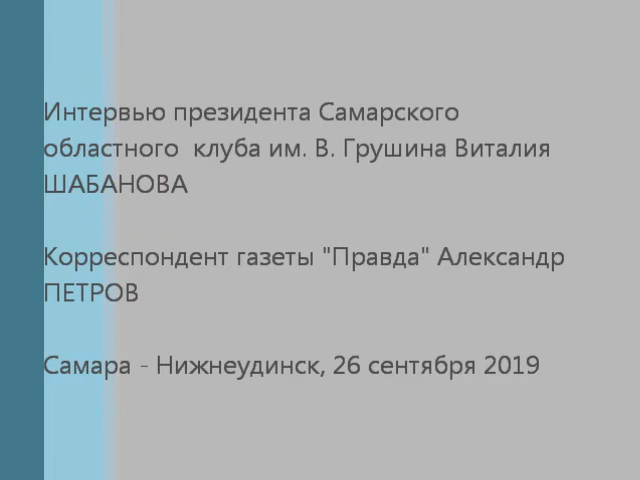 Интервью президента Самарского
областного  клуба им. В. Грушина Виталия
ШАБАНОВА
Корреспондент газеты "Правда" Александр
ПЕТРОВ
Самара - Нижнеудинск, 26 сентября 2019